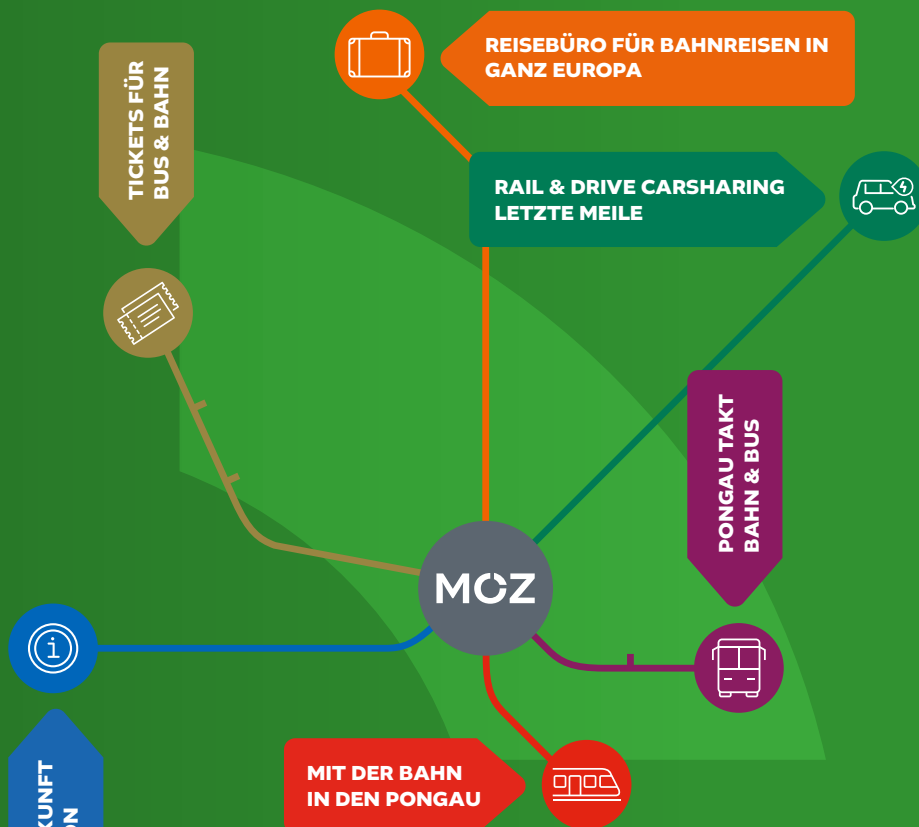 REISEBÜRO FÜR BAHNREISEN IN
GANZ EUROPA
TICKETS FÜR
BUS & BAHN
RAIL & DRIVE CARSHARING
LETZTE MEILE
PONGAU TAKT
BAHN & BUS
MOZ
i
MIT DER BAHN
IN DEN PONGAU